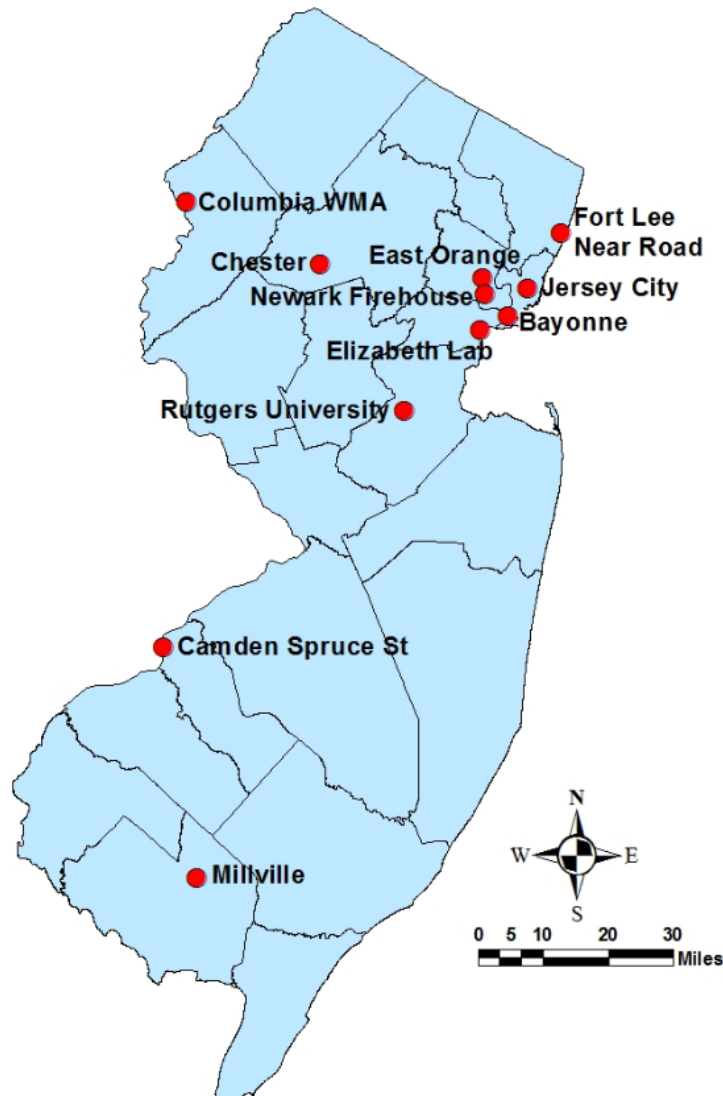 Columbia WMA
Fort Lee
Near Road
Chester
East Orange
Jersey City
Newark Firehouse
Bayonne
Elizabeth Lab
Rutgers University
Camden Spruce St
Millville
N
W E
S
0 5 10 20 30
Miles